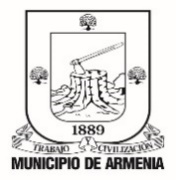 1889
TRABAJO Y CIVILIZACIÓN
MUNICIPIO DE ARMENIA